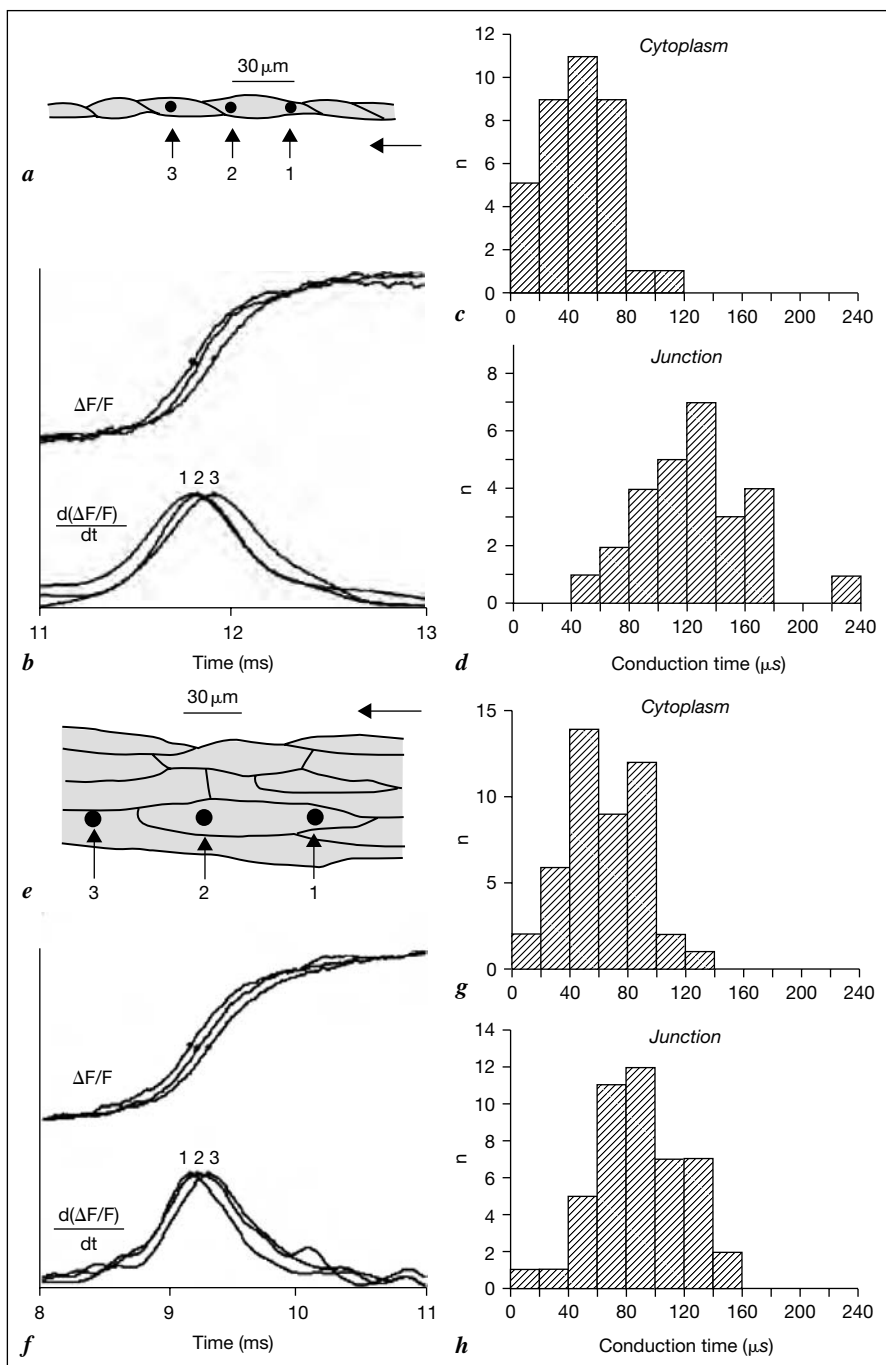 30 μm
3 2 1
a
ΔF/F
1 2 3
d(ΔF/F)
dt
11 12 13
Time (ms)
b
Cytoplasm
12
10
8
6
4
2
0
n
0 40 80 120 200 240
c
Junction
8
6
4
2
0
n
0 40 80 120 200 240
Conduction time (μs)
d
30 μm
3 2 1
e
ΔF/F
1 2 3
d(ΔF/F)
dt
8 9 10 11
Time (ms)
f
Cytoplasm
15
10
5
0
n
0 40 80 120 160 200 240
g
Junction
14
12
10
8
6
4
2
0
n
0 40 80 120 160 200 240
Conduction time (μs)
h